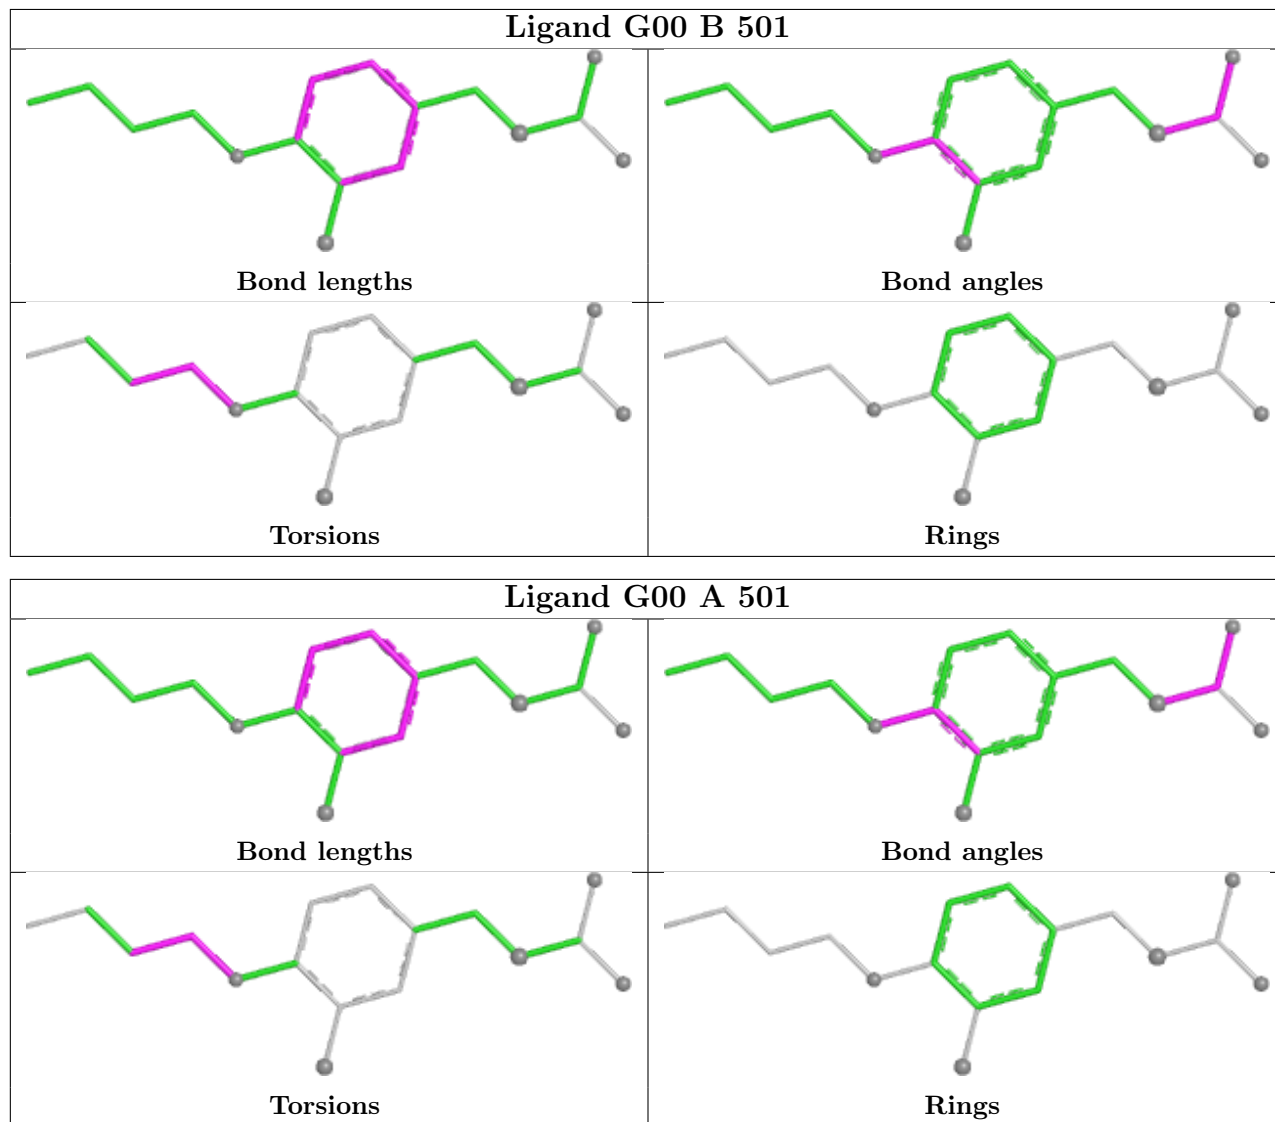 Ligand G00 B 501
Bond lengths
Bond angles
Torsions
Rings
Ligand G00 A 501
Bond lengths
Bond angles
Torsions
Rings